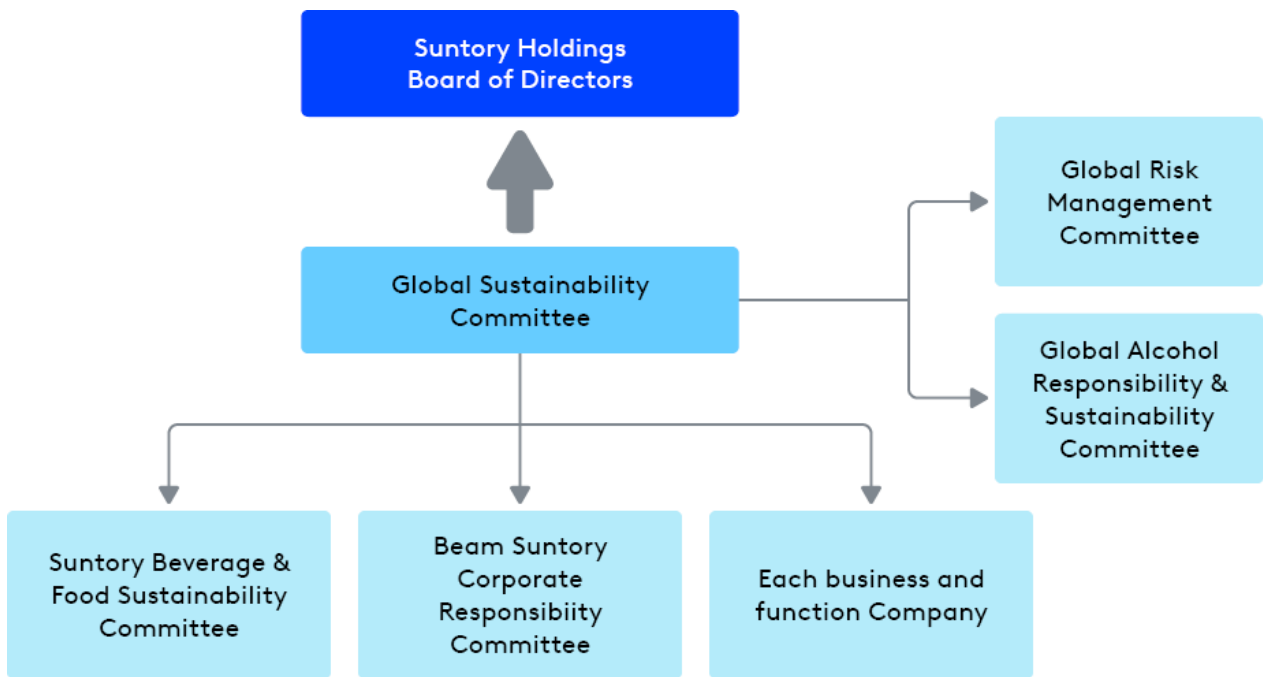 Suntory Holdings
Board of Directors
Global Sustainability
Committee
Global Risk
Management
Committee
Global Alcohol
Responsibility &
Sustainability
Committee
Suntory Beverage &
Food Sustainability
Committee
Beam Suntory
Corporate
Responsibiity
Committee
Each business and
function Company